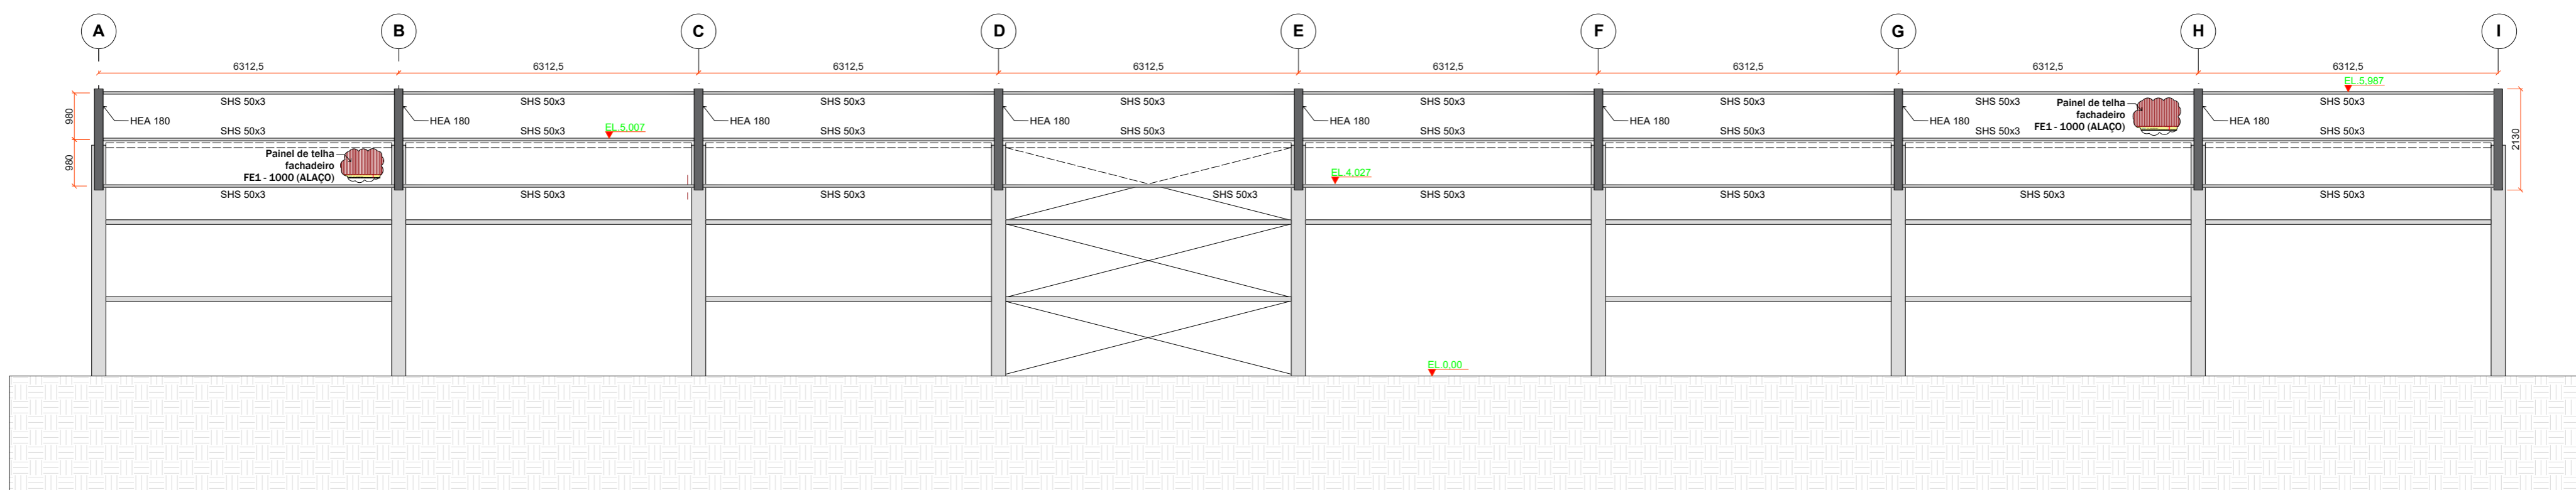 A B C D E F G H I
6312,5 6312,5 6312,5 6312,5 6312,5 6312,5 6312,5 6312,5
EL.5,987
SHS 50x3 SHS 50x3 SHS 50x3 SHS 50x3 SHS 50x3 SHS 50x3 SHS 50x3 SHS 50x3
Painel de telha
fachadeiro
FE1 - 1000 (ALAÇO)
980
HEA 180 HEA 180 HEA 180 HEA 180 HEA 180 HEA 180 HEA 180 HEA 180
EL.5,007
SHS 50x3 SHS 50x3 SHS 50x3 SHS 50x3 SHS 50x3 SHS 50x3 SHS 50x3 SHS 50x3
2130
Painel de telha
fachadeiro
FE1 - 1000 (ALAÇO)
980
EL.4,027
SHS 50x3 SHS 50x3 SHS 50x3 SHS 50x3 SHS 50x3 SHS 50x3 SHS 50x3 SHS 50x3
EL.0,00